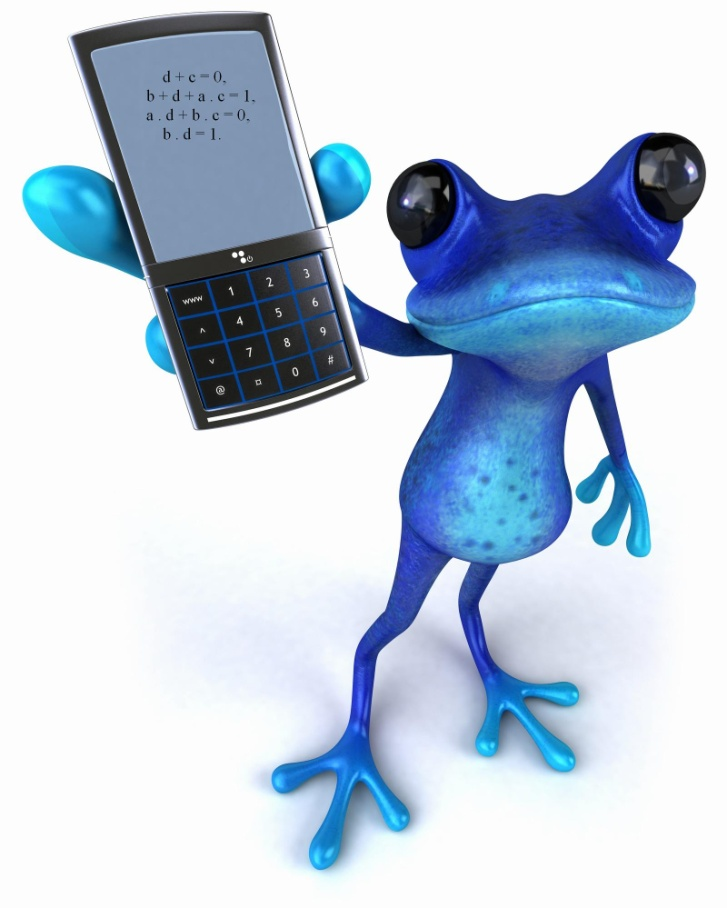 d + c = 0,
b + d + a . c = 1,
a . d + b . c = 0,
b . d = 1.
www 1 2 3
^ 4 5 6
v 7 8 9
@ ¤ 0 #